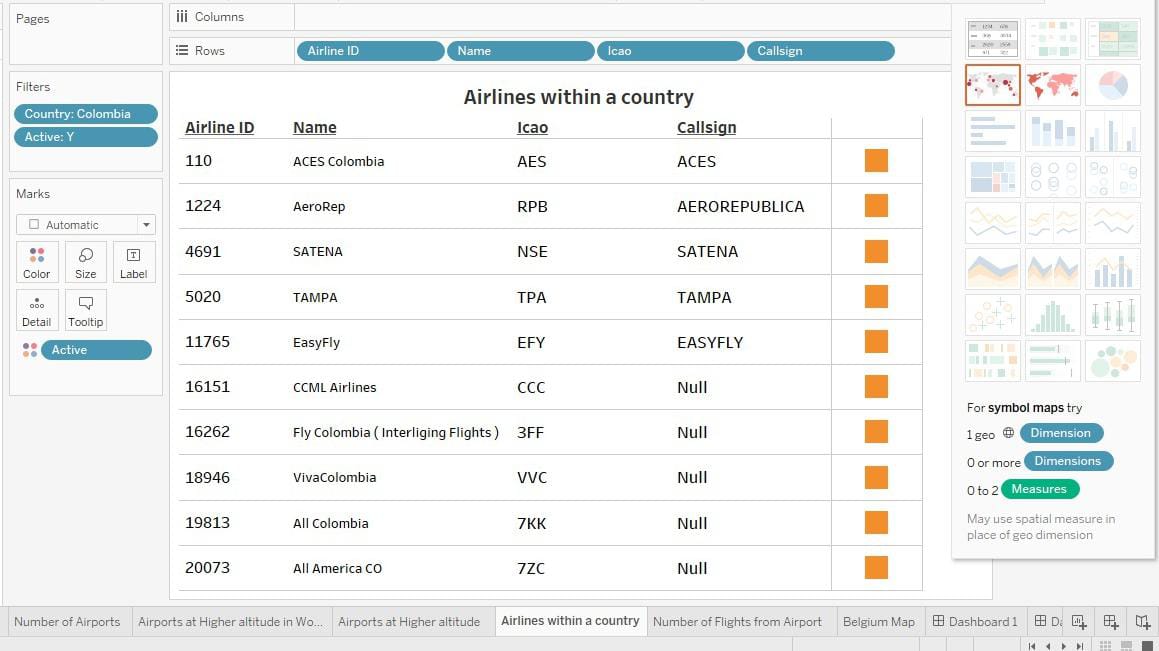 Pages
Columns
Rows
Airline ID
Name
Icao
Callsign
Filters
Country: Colombia
Active: Y
Marks
Automatic
Color
Size
Label
Detail
Tooltip
Active
Airlines within a country
Airline ID Name Icao Callsign
110 ACES Colombia AES ACES
1224 AeroRep RPB AEROREPUBLICA
4691 SATENA NSE SATENA
5020 TAMPA TPA TAMPA
11765 EasyFly EFY EASYFLY
16151 CCML Airlines CCC Null
16262 Fly Colombia ( Interliging Flights ) 3FF Null
18946 VivaColombia VVC Null
19813 All Colombia 7KK Null
20073 All America CO 7ZC Null
For symbol maps try
1 geo Dimension
0 or more Dimensions
0 to 2 Measures
May use spatial measure in
place of geo dimension
Number of Airports
Airports at Higher altitude in Wo...
Airports at Higher altitude
Airlines within a country
Number of Flights from Airport
Belgium Map
Dashboard 1